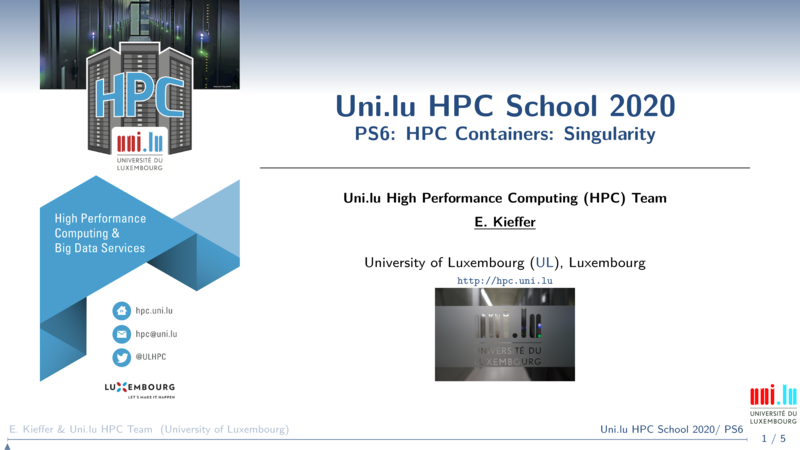 HPC
uni.lu
UNIVERSITÉ DU
LUXEMBOURG
High Performance
Computing &
Big Data Services
hpc.uni.lu
hpc@uni.lu
@ULHPC
LUXEMBOURG
LET'S MAKE IT HAPPEN
Uni.lu HPC School 2020
PS6: HPC Containers: Singularity
Uni.lu High Performance Computing (HPC) Team
E. Kieffer
University of Luxembourg (UL), Luxembourg
http://hpc.uni.lu
uni.lu
UNIVERSITÉ DU
LUXEMBOURG
uni.lu
UNIVERSITÉ DU
LUXEMBOURG
E. Kieffer & Uni.lu HPC Team (University of Luxembourg)
Uni.lu HPC School 2020/ PS6
1 / 5